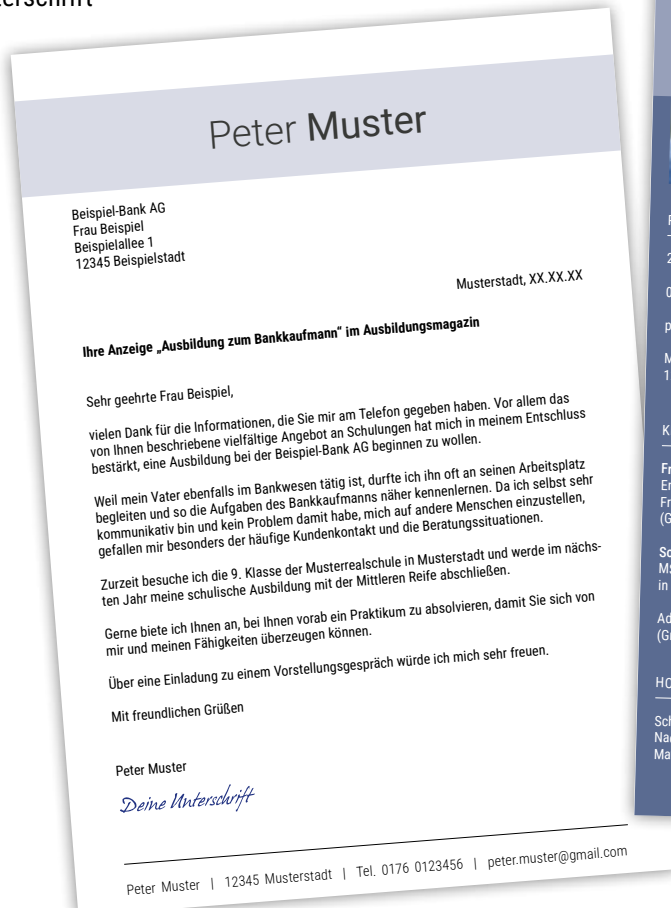 Peter Muster
Beispiel-Bank AG
Frau Beispiel
Beispielallee 1
12345 Beispielstadt
Musterstadt, XX.XX.XX
Ihre Anzeige „Ausbildung zum Bankkaufmann“ im Ausbildungsmagazin
Sehr geehrte Frau Beispiel,
vielen Dank für die Informationen, die Sie mir am Telefon gegeben haben. Vor allem das
von Ihnen beschriebene vielfältige Angebot an Schulungen hat mich in meinem Entschluss
bestärkt, eine Ausbildung bei der Beispiel-Bank AG beginnen zu wollen.
Weil mein Vater ebenfalls im Bankwesen tätig ist, durfte ich ihn oft an seinen Arbeitsplatz
begleiten und so die Aufgaben des Bankkaufmanns näher kennenlernen. Da ich selbst sehr
kommunikativ bin und kein Problem damit habe, mich auf andere Menschen einzustellen,
gefallen mir besonders der häufige Kundenkontakt und die Beratungssituationen.
Zurzeit besuche ich die 9. Klasse der Musterrealschule in Musterstadt und werde im nächs-
ten Jahr meine schulische Ausbildung mit der Mittleren Reife abschließen.
Gerne biete ich Ihnen an, bei Ihnen vorab ein Praktikum zu absolvieren, damit Sie sich von
mir und meinen Fähigkeiten überzeugen können.
Über eine Einladung zu einem Vorstellungsgespräch würde ich mich sehr freuen.
Mit freundlichen Grüßen
Peter Muster
Deine Unterschrift
Peter Muster | 12345 Musterstadt | Tel. 0176 0123456 | peter.muster@gmail.com